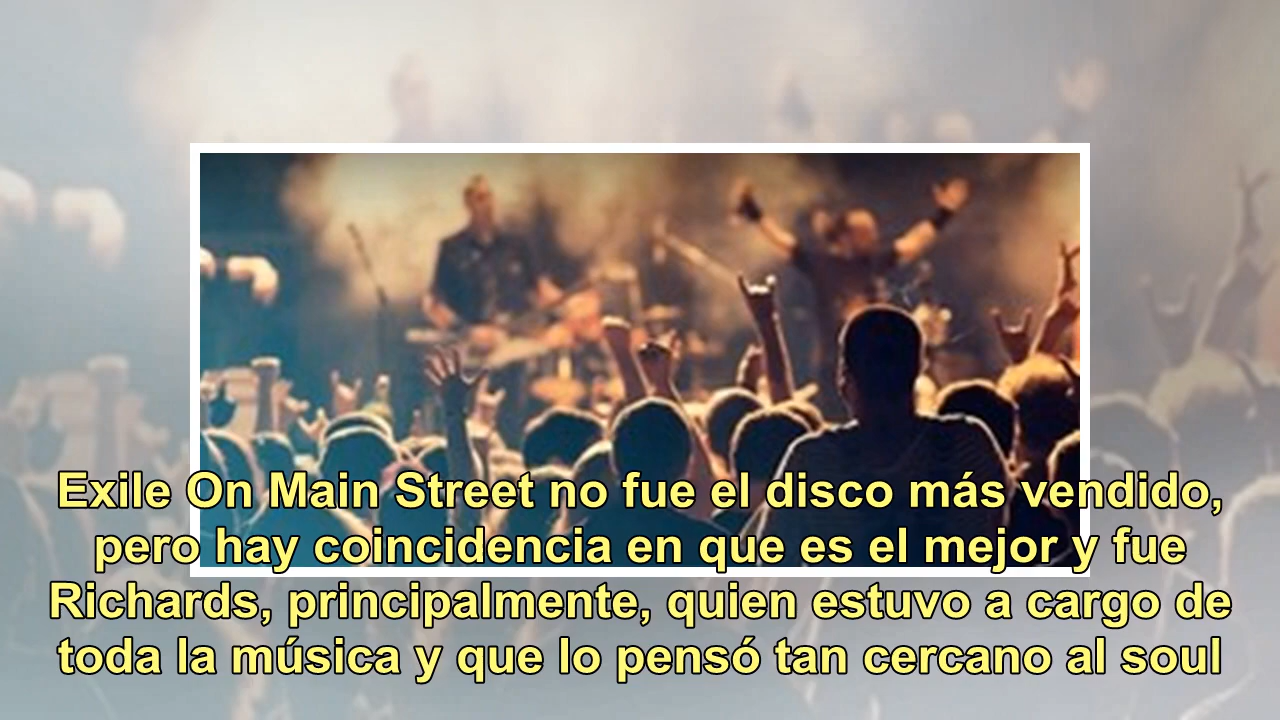 Exile On Main Street no fue el disco más vendido,
pero hay coincidencia en que es el mejor y fue
Richards, principalmente, quien estuvo a cargo de
toda la música y que lo pensó tan cercano al soul